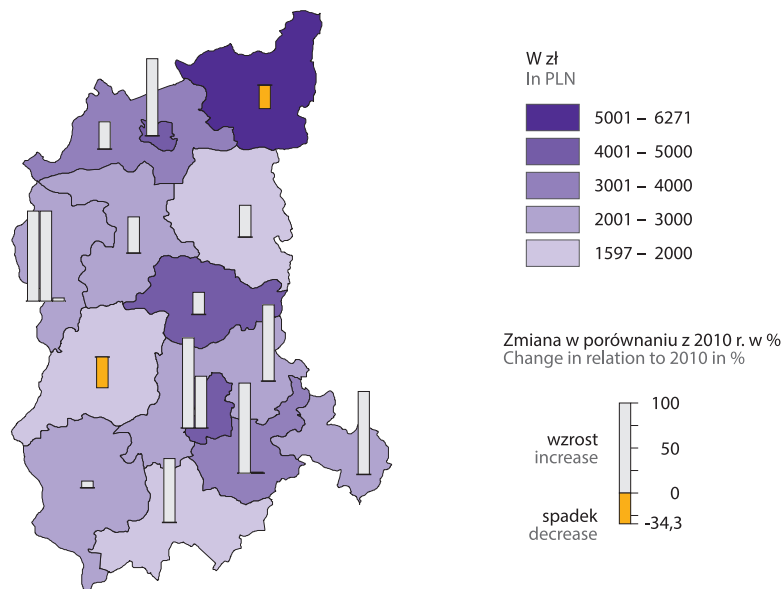 W zł
In PLN
5001 – 6271
4001 – 5000
3001 – 4000
2001 – 3000
1597 – 2000
Zmiana w porównaniu z 2010 r. w %
Change in relation to 2010 in %
100
wzrost
increase
50
0
spadek
decrease
-34,3